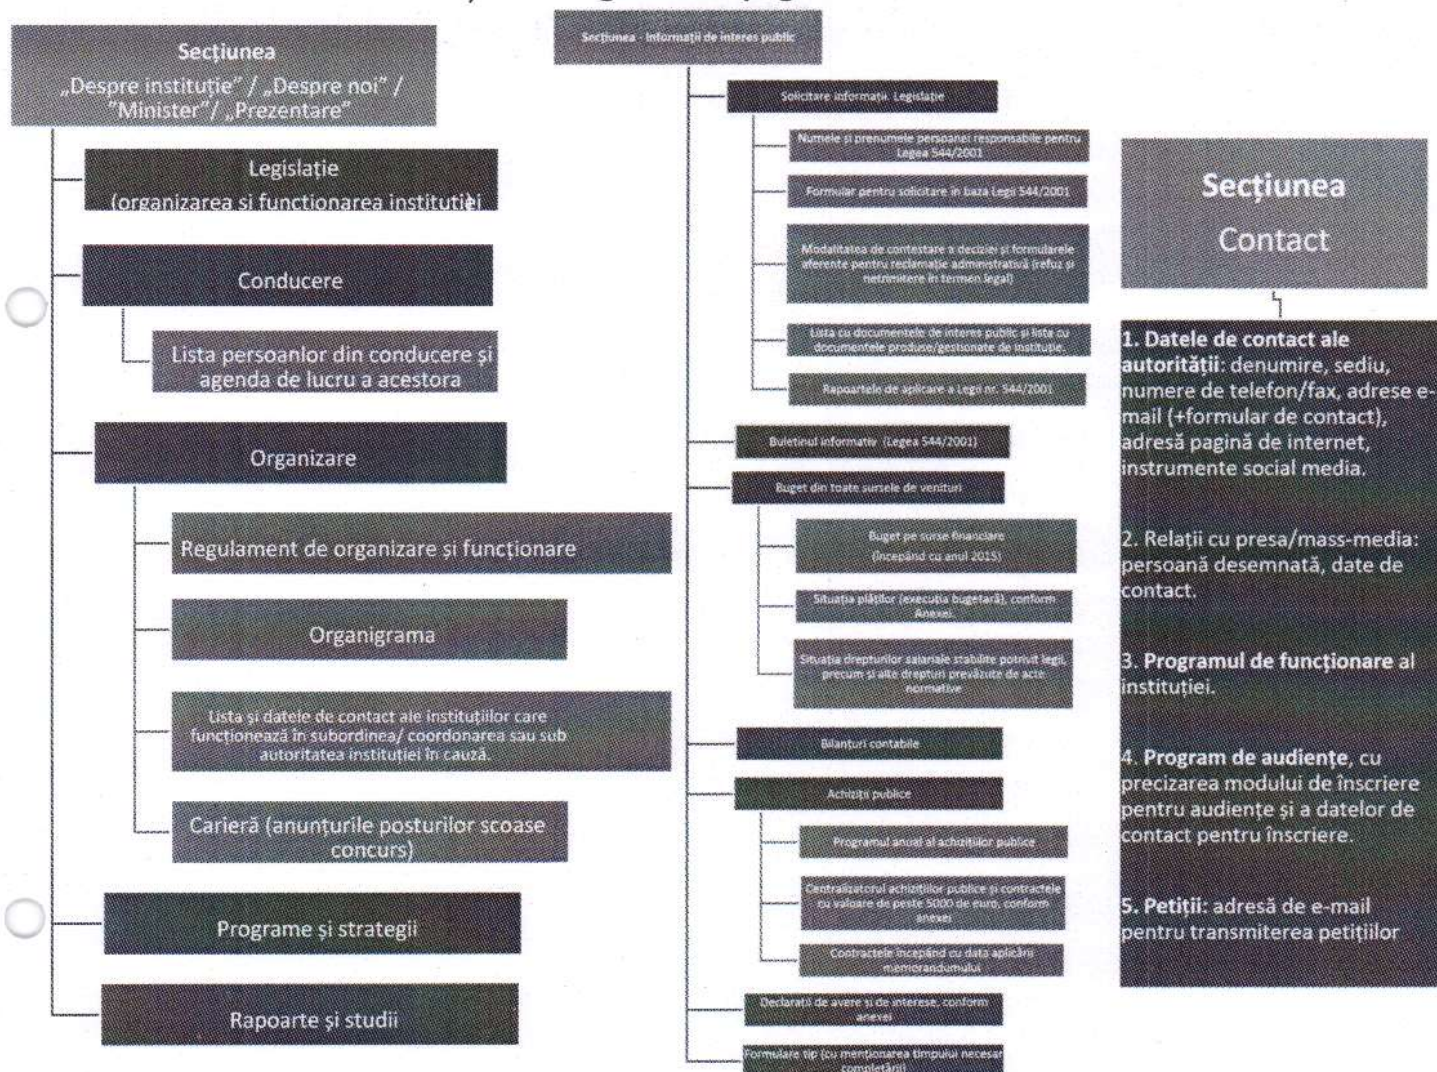 Secțiunea
„Despre instituție” / „Despre noi” /
”Minister”/ „Prezentare”
Legislație
(organizarea si functionarea institutiei
Conducere
Lista persoanlor din conducere și
agenda de lucru a acestora
Organizare
Regulament de organizare și funcționare
Organigrama
Lista și datele de contact ale instituțiilor care
funcționează în subordinea/ coordonarea sau sub
autoritatea instituției în cauză.
Carieră (anunțurile posturilor scoase
concurs)
Programe și strategii
Rapoarte și studii
Secțiunea - Informații de interes public
Solicitare informații. Legislație
Numele și prenumele persoanei responsabile pentru
Legea 544/2001
Formular pentru solicitare în baza Legii 544/2001
Modalitatea de contestare a deciziei și formularele
aferente pentru reclamație administrativă (refuz și
netrimitere în termen legal)
Lista cu documentele de interes public și lista cu
documentele produse/gestionate de instituție.
Rapoartele de aplicare a Legii nr. 544/2001
Buletinul informativ (Legea 544/2001)
Buget din toate sursele de venituri
Buget pe surse financiare
(începând cu anul 2015)
Situația plăților (execuția bugetară), conform
Anexei.
Situația drepturilor salariale stabilite potrivit legii,
precum și alte drepturi prevăzute de acte
normative
Bilanțuri contabile
Achiziții publice
Programul anual al achizițiilor publice
Centralizatorul achizițiilor publice și contractele
cu valoare de peste 5000 de euro, conform
anexei
Contractele începând cu data aplicării
memorandumului
Declarații de avere și de interese, conform
anexei
Formulare tip (cu menționarea timpului necesar
completării)
Secțiunea
Contact
1. Datele de contact ale
autorității: denumire, sediu,
numere de telefon/fax, adrese e-
mail (+formular de contact),
adresă pagină de internet,
instrumente social media.
2. Relații cu presa/mass-media:
persoană desemnată, date de
contact.
3. Programul de funcționare al
instituției.
4. Program de audiențe, cu
precizarea modului de înscriere
pentru audiențe și a datelor de
contact pentru înscriere.
5. Petiții: adresă de e-mail
pentru transmiterea petițiilor